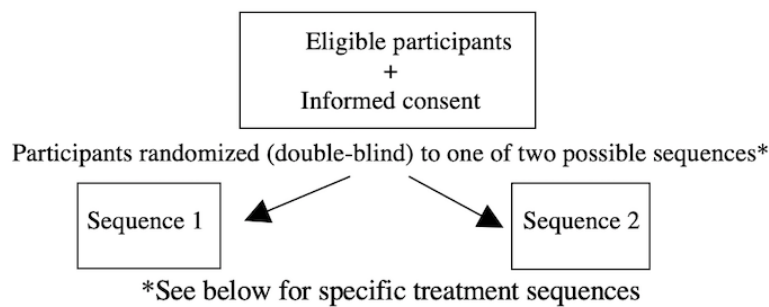 Eligible participants
+
Informed consent
Participants randomized (double-blind) to one of two possible sequences*
Sequence 1
Sequence 2
*See below for specific treatment sequences